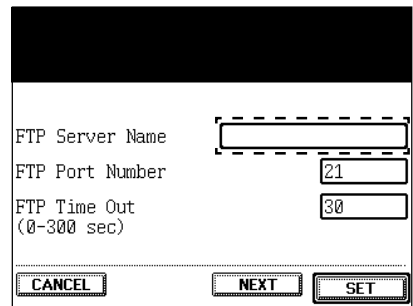 FTP Server Name
FTP Port Number 21
FTP Time Out 30
(0-300 sec)
CANCEL NEXT SET